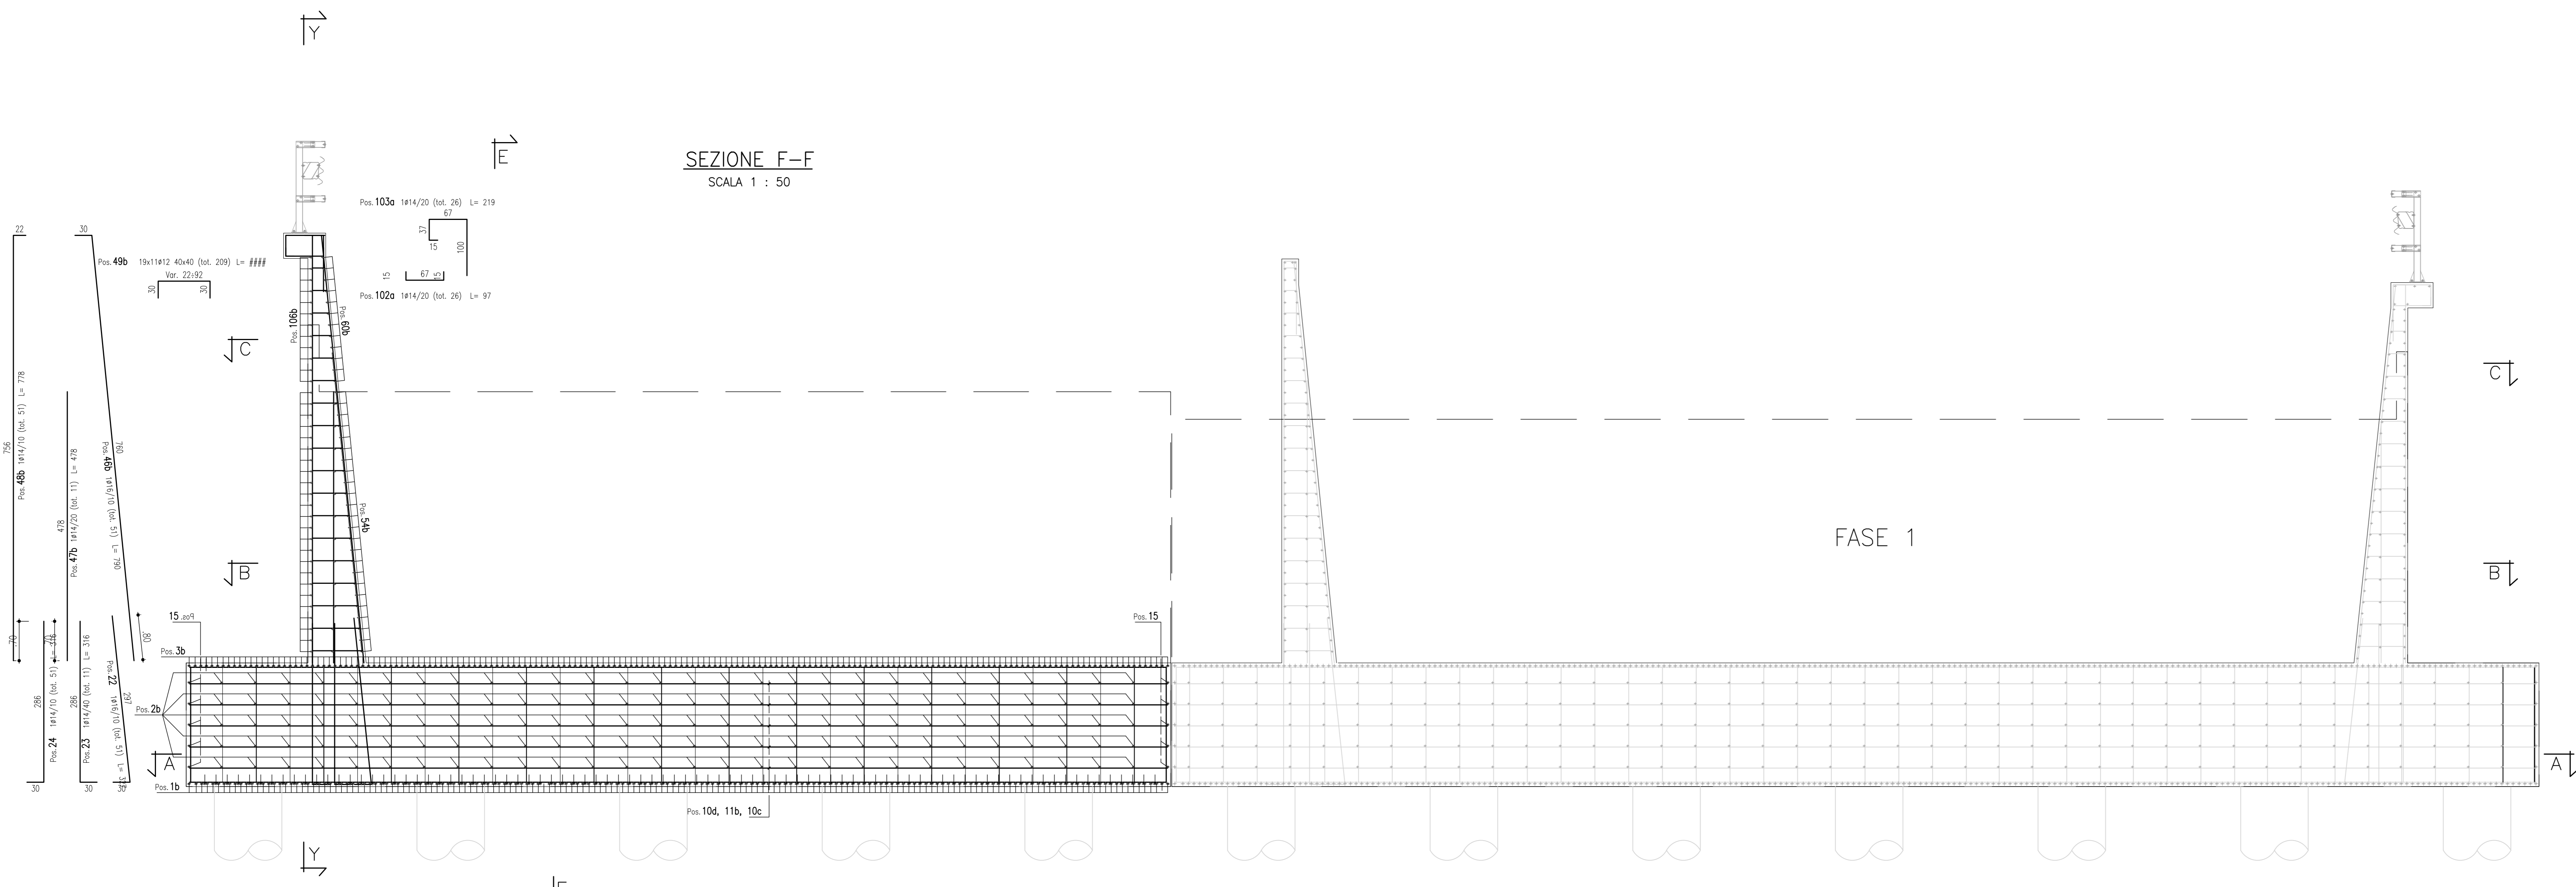 Y
E
SEZIONE F-F
SCALA 1 : 50
Pos. 103a 1ø14/20 (tot. 26) L= 219
67
37
15
100
15
67
15
Pos. 102a 1ø14/20 (tot. 26) L= 97
22
30
Pos. 49b 19x11ø12 40x40 (tot. 209) L= ####
Var. 22÷92
30
30
Pos. 106b
Pos. 60b
C
C
756
Pos. 48b 1ø14/10 (tot. 51) L= 778
478
Pos. 47b 1ø14/20 (tot. 11) L= 478
760
Pos. 46b 1ø16/10 (tot. 51) L= 790
Pos. 54b
FASE 1
B
B
Pos. 15
Pos. 15
70
70
80
Pos. 3b
286
Pos. 24 1ø14/10 (tot. 51) L= 316
286
Pos. 23 1ø14/40 (tot. 11) L= 316
297
Pos. 22 1ø16/10 (tot. 51)
Pos. 2b
A
A
30
30
30
Pos. 1b
Pos. 10d, 11b, 10c
Y